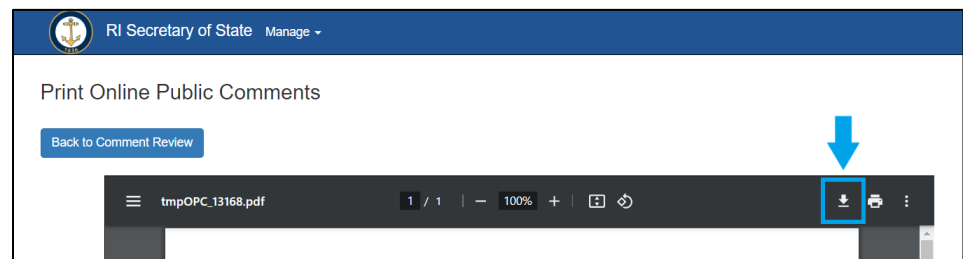 RI Secretary of State Manage
Print Online Public Comments
Back to Comment Review
tmpOPC_13168.pdf 1 / 1 | − 100% + |